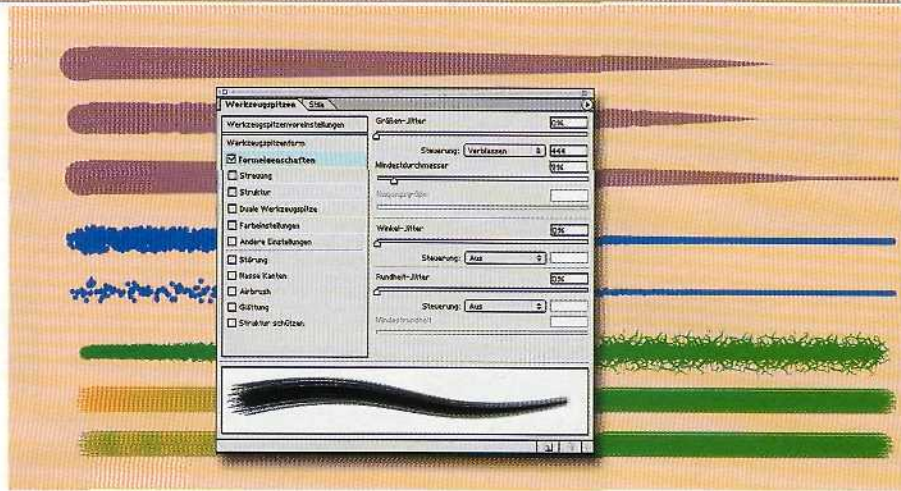 Werkzeugspitzen
Werkzeugspitzenvoreinstellungen
Werkzeugspitzenform
Formeigenschaften
Streuung
Struktur
Duale Werkzeugspitze
Farbeinstellungen
Andere Einstellungen
Störung
Nasse Kanten
Airbrush
Glättung
Struktur schützen
Größen-Jitter
0%
Steuerung: Verblassen 444
Mindestdurchmesser
9%
Winkel-Jitter
0%
Steuerung: Aus
Rundheit-Jitter
0%
Steuerung: Aus
Mindestrundheit